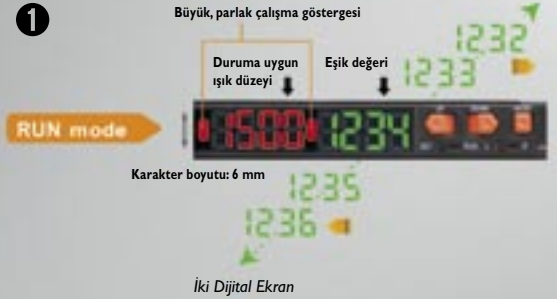 1
Büyük, parlak çalışma göstergesi
Duruma uygun
ışık düzeyi
Eşik değeri
1232
1233
RUN mode
1500 1234
Karakter boyutu: 6 mm
1235
1236
İki Dijital Ekran